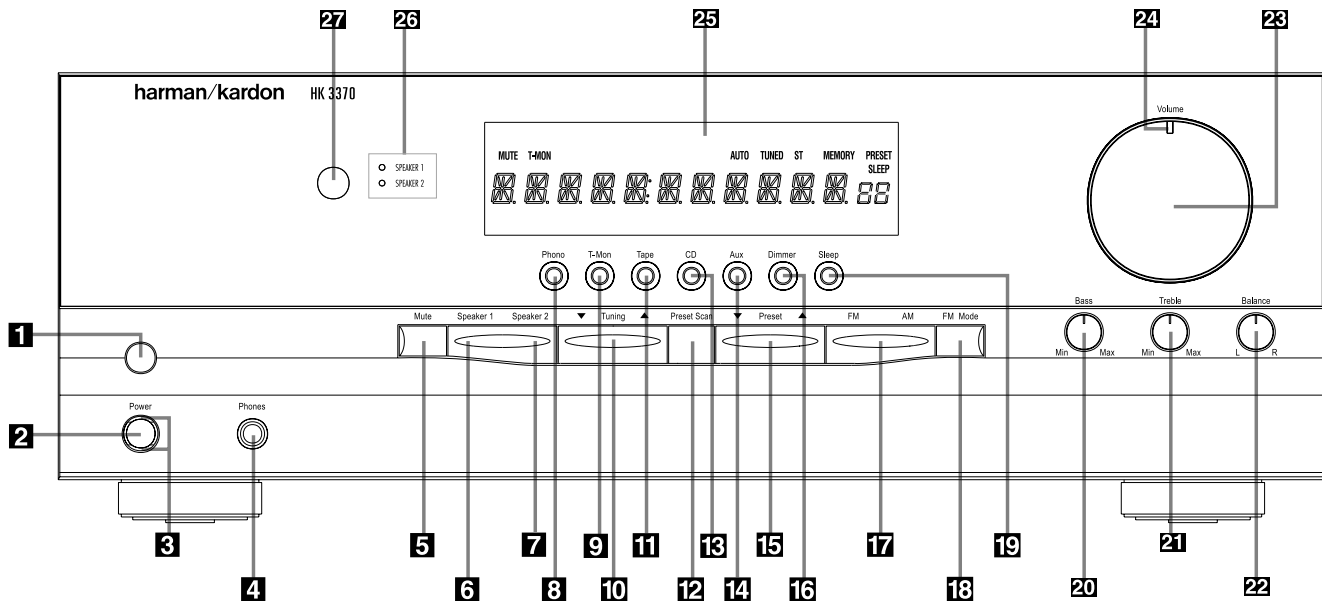 27 26 25 24 23
harman/kardon HK 3370
Volume
SPEAKER 1
SPEAKER 2
MUTE T-MON AUTO TUNED ST MEMORY PRESET
SLEEP
Phono T-Mon Tape CD Aux Dimmer Sleep
Mute Speaker 1 Speaker 2 ▼ Tuning ▲ Preset Scan ▼ Preset ▲ FM AM FM Mode
Bass Treble Balance
Min Max Min Max L R
1
Power Phones
2
3 4 5 6 7 8 9 10 11 12 13 14 15 16 17 18 19 20 21 22